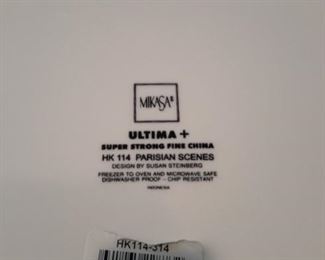 MIKASA®
ULTIMA +
SUPER STRONG FINE CHINA
HK 114 PARISIAN SCENES
DESIGN BY SUSAN STEINBERG
FREEZER TO OVEN AND MICROWAVE SAFE
DISHWASHER PROOF - CHIP RESISTANT
INDONESIA
HK114-314